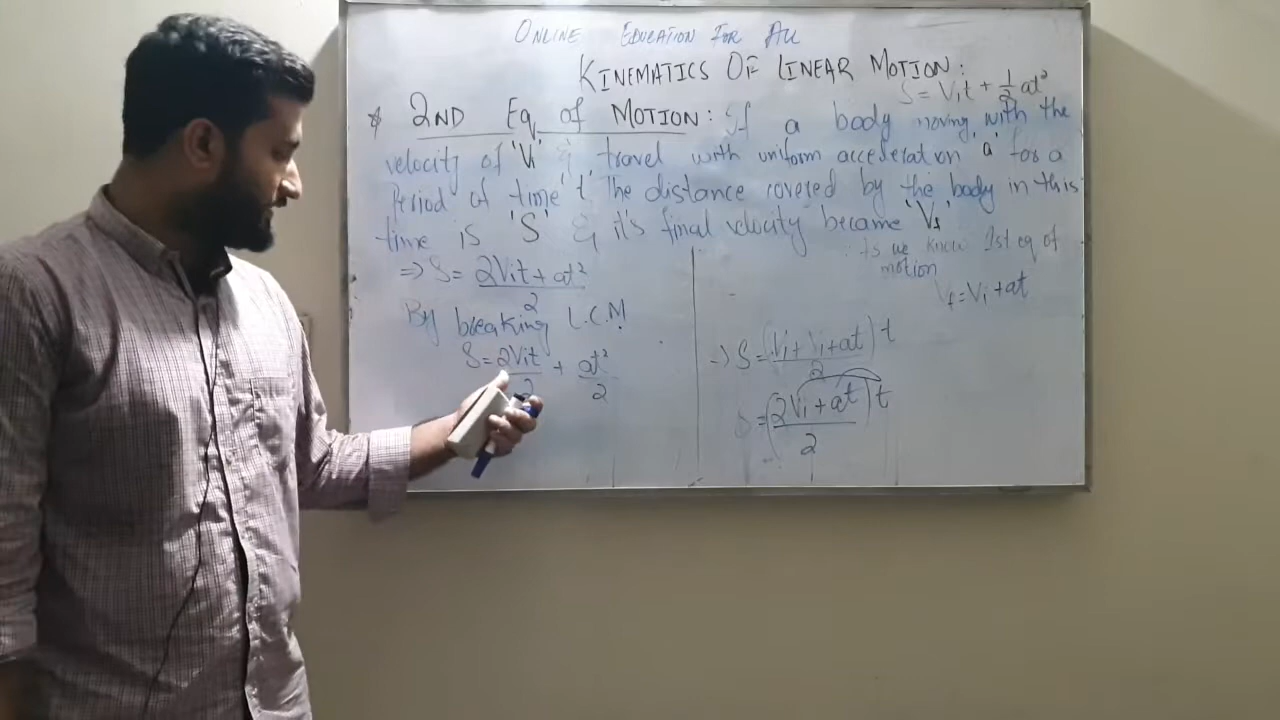 ONLINE EDUCATION FOR ALL
KINEMATICS OF LINEAR MOTION:
S = Vit + 1/2 at²
* 2ND Eq of MOTION: If a body moving with the
velocity of 'Vi' & travel with uniform acceleration 'a' for a
Period of time 't'. The distance covered by the body in this
time is 'S' & it's final velocity became 'Vf'
As we know 1st eq of
motion
Vf = Vi + at
=> S = 2Vit + at² / 2
By breaking L.C.M
S = 2Vit / 2 + at² / 2
-> S = (Vi + Vi + at / 2) t
S = (2Vi + at / 2) t